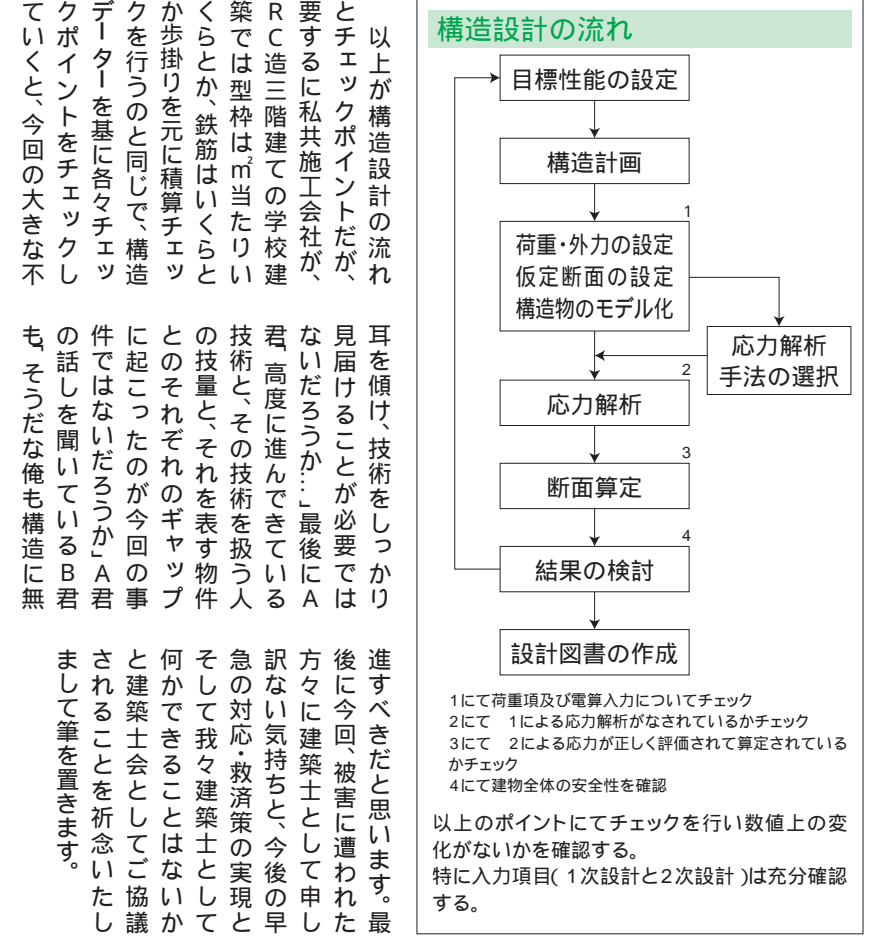 構造設計の流れ
目標性能の設定
構造計画
1
荷重・外力の設定
仮定断面の設定
構造物のモデル化
応力解析
手法の選択
2
応力解析
3
断面算定
4
結果の検討
設計図書の作成
1にて荷重項及び電算入力についてチェック
2にて　1による応力解析がなされているかチェック
3にて　2による応力が正しく評価されて算定されている
かチェック
4にて建物全体の安全性を確認
以上のポイントにてチェックを行い数値上の変
化がないかを確認する。
特に入力項目(1次設計と2次設計)は充分確認
する。
以上が構造設計の流れ
とチェックポイントだが、
要するに私共施工会社が、
RC造三階建ての学校建
築では型枠は㎡当たりい
くらとか、鉄筋はいくらと
か歩掛りを元に積算チェッ
クを行うのと同じで、構造
データーを基に各々チェッ
クポイントをチェックし
ていくと、今回の大きな不
耳を傾け、技術をしっかり
見届けることが必要では
ないだろうか…」最後にA
君「高度に進んできている
技術と、その技術を扱う人
の技量と、それを表す物件
とのそれぞれのギャップ
に起こったのが今回の事
件ではないだろうか」A君
の話しを聞いているB君
も「そうだな俺も構造に無
進すべきだと思います。最
後に今回、被害に遭われた
方々に建築士として申し
訳ない気持ちと、今後の早
急の対応・救済策の実現と
そして我々建築士として
何かできることはないか
と建築士会としてご協議
されることを祈念いたし
まして筆を置きます。